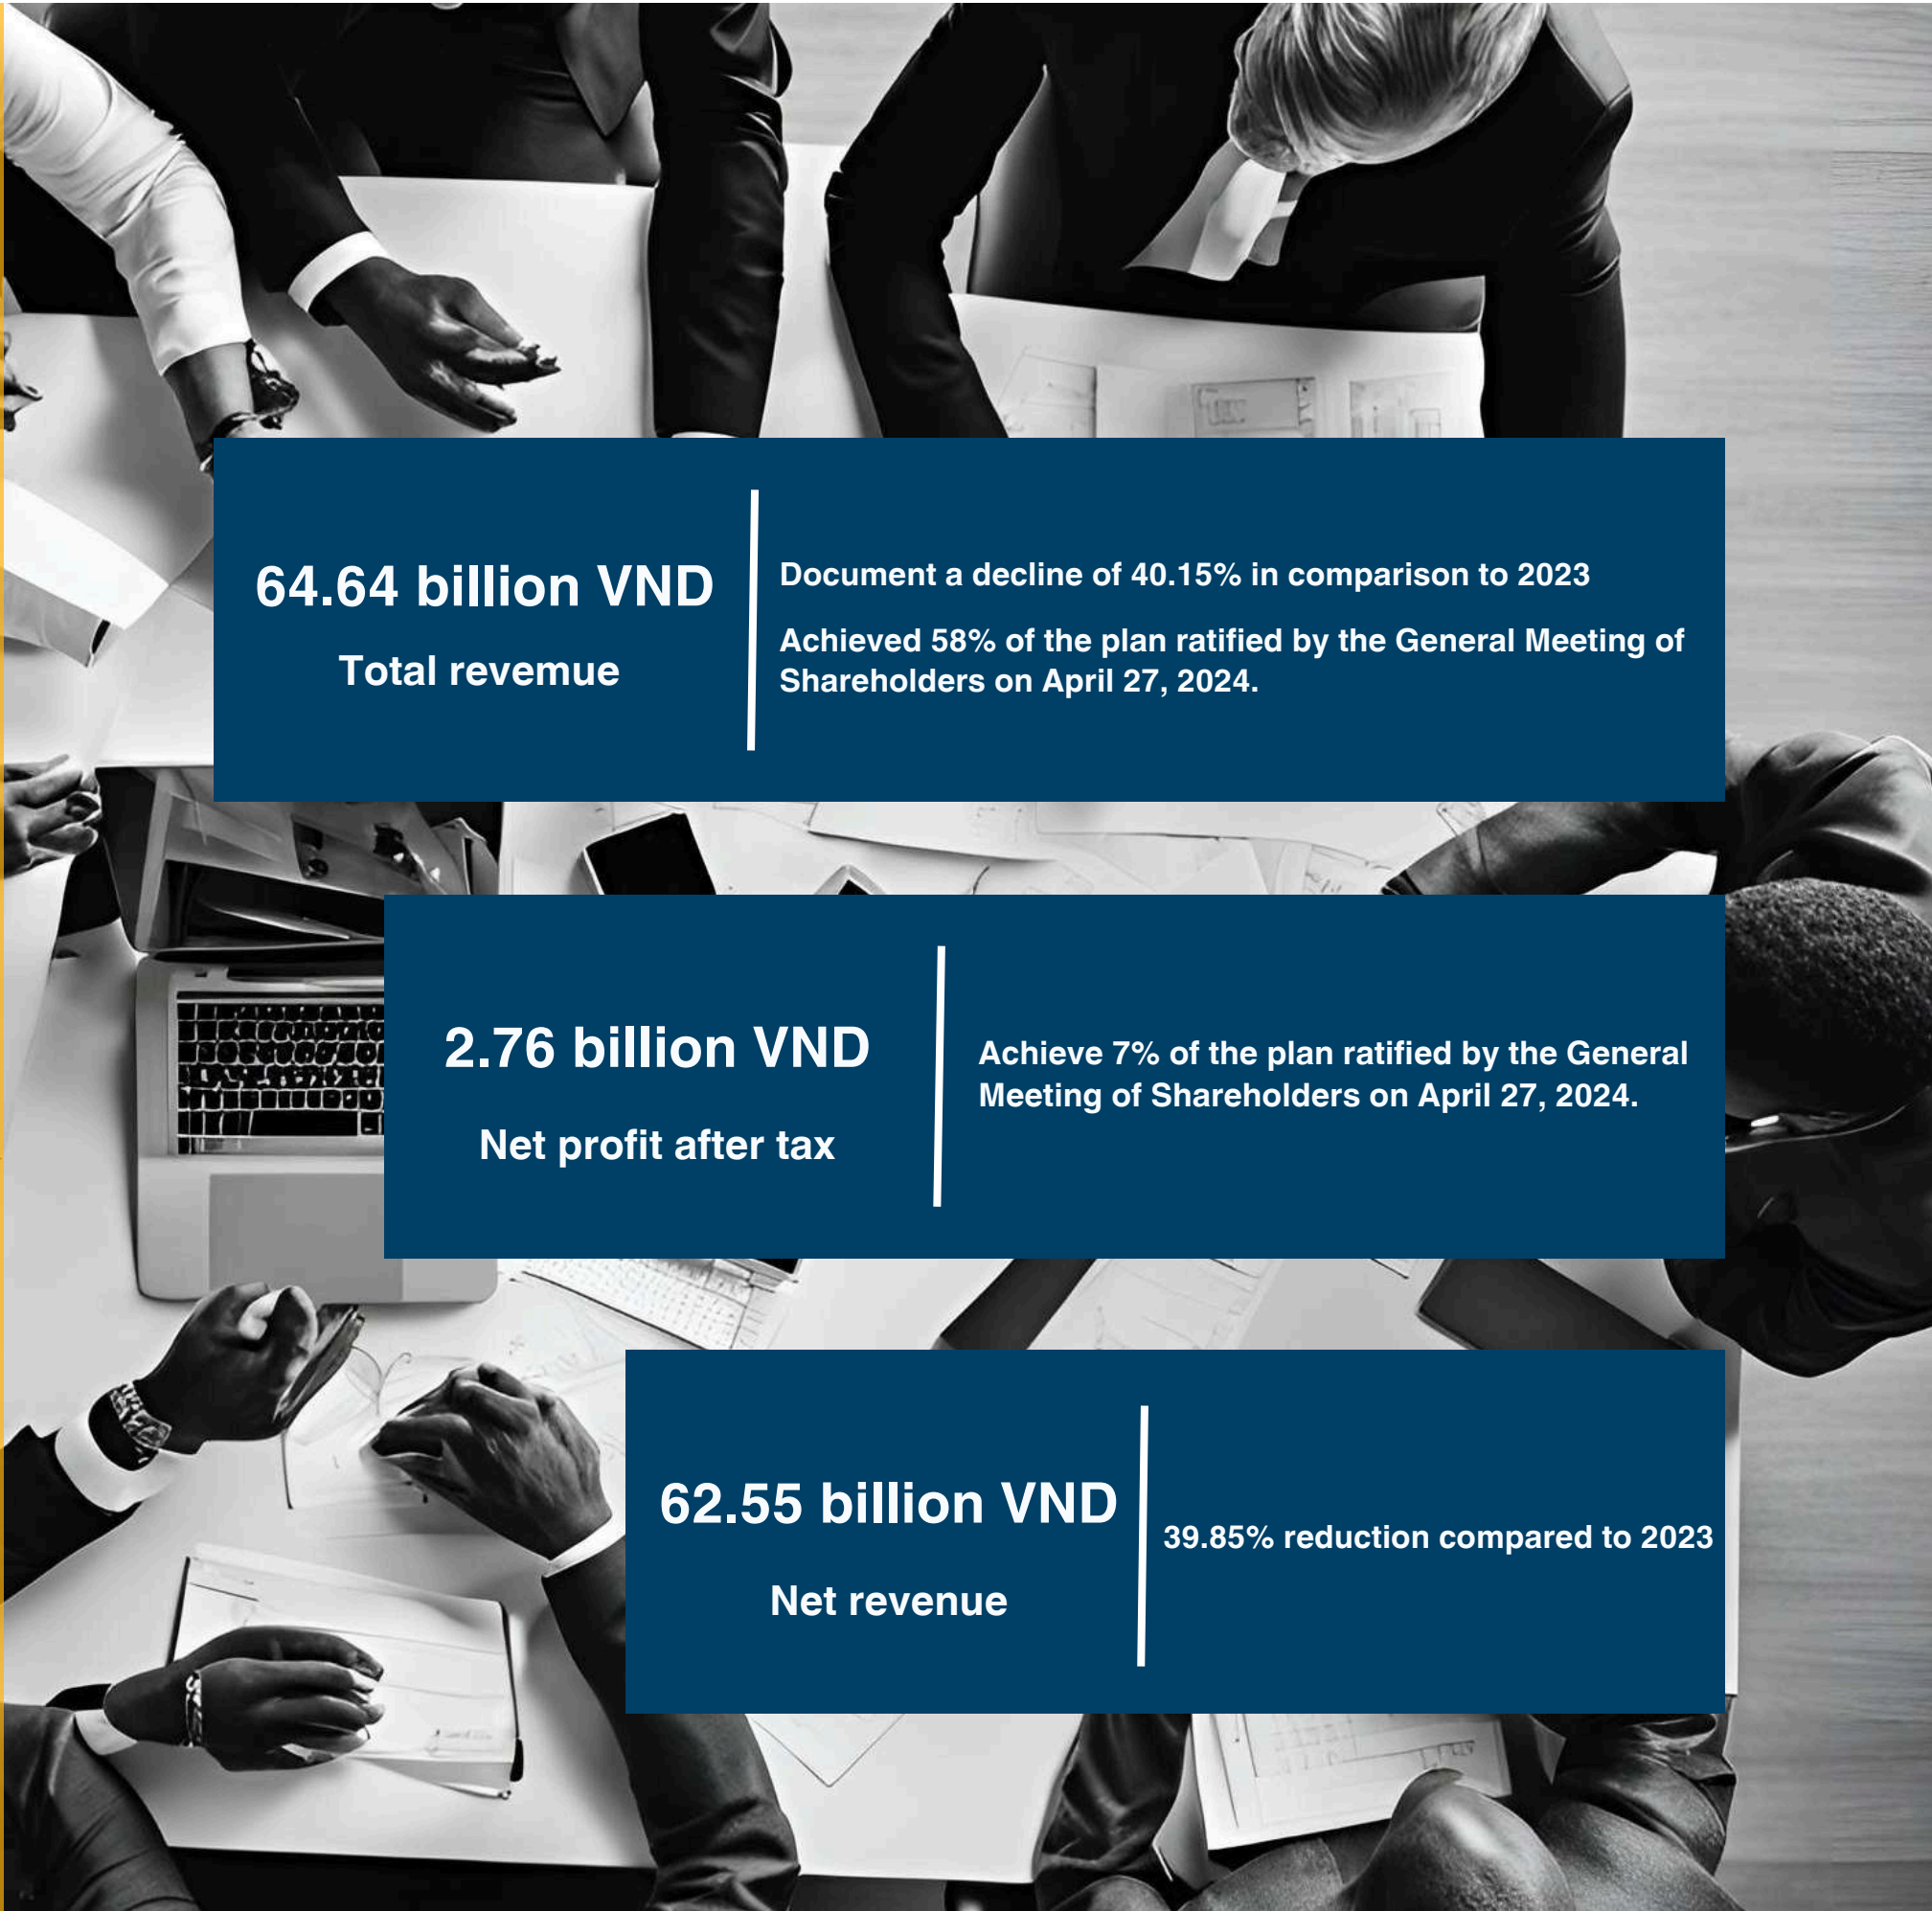 64.64 billion VND
Total revemue
Document a decline of 40.15% in comparison to 2023
Achieved 58% of the plan ratified by the General Meeting of
Shareholders on April 27, 2024.
2.76 billion VND
Net profit after tax
Achieve 7% of the plan ratified by the General
Meeting of Shareholders on April 27, 2024.
62.55 billion VND
Net revenue
39.85% reduction compared to 2023